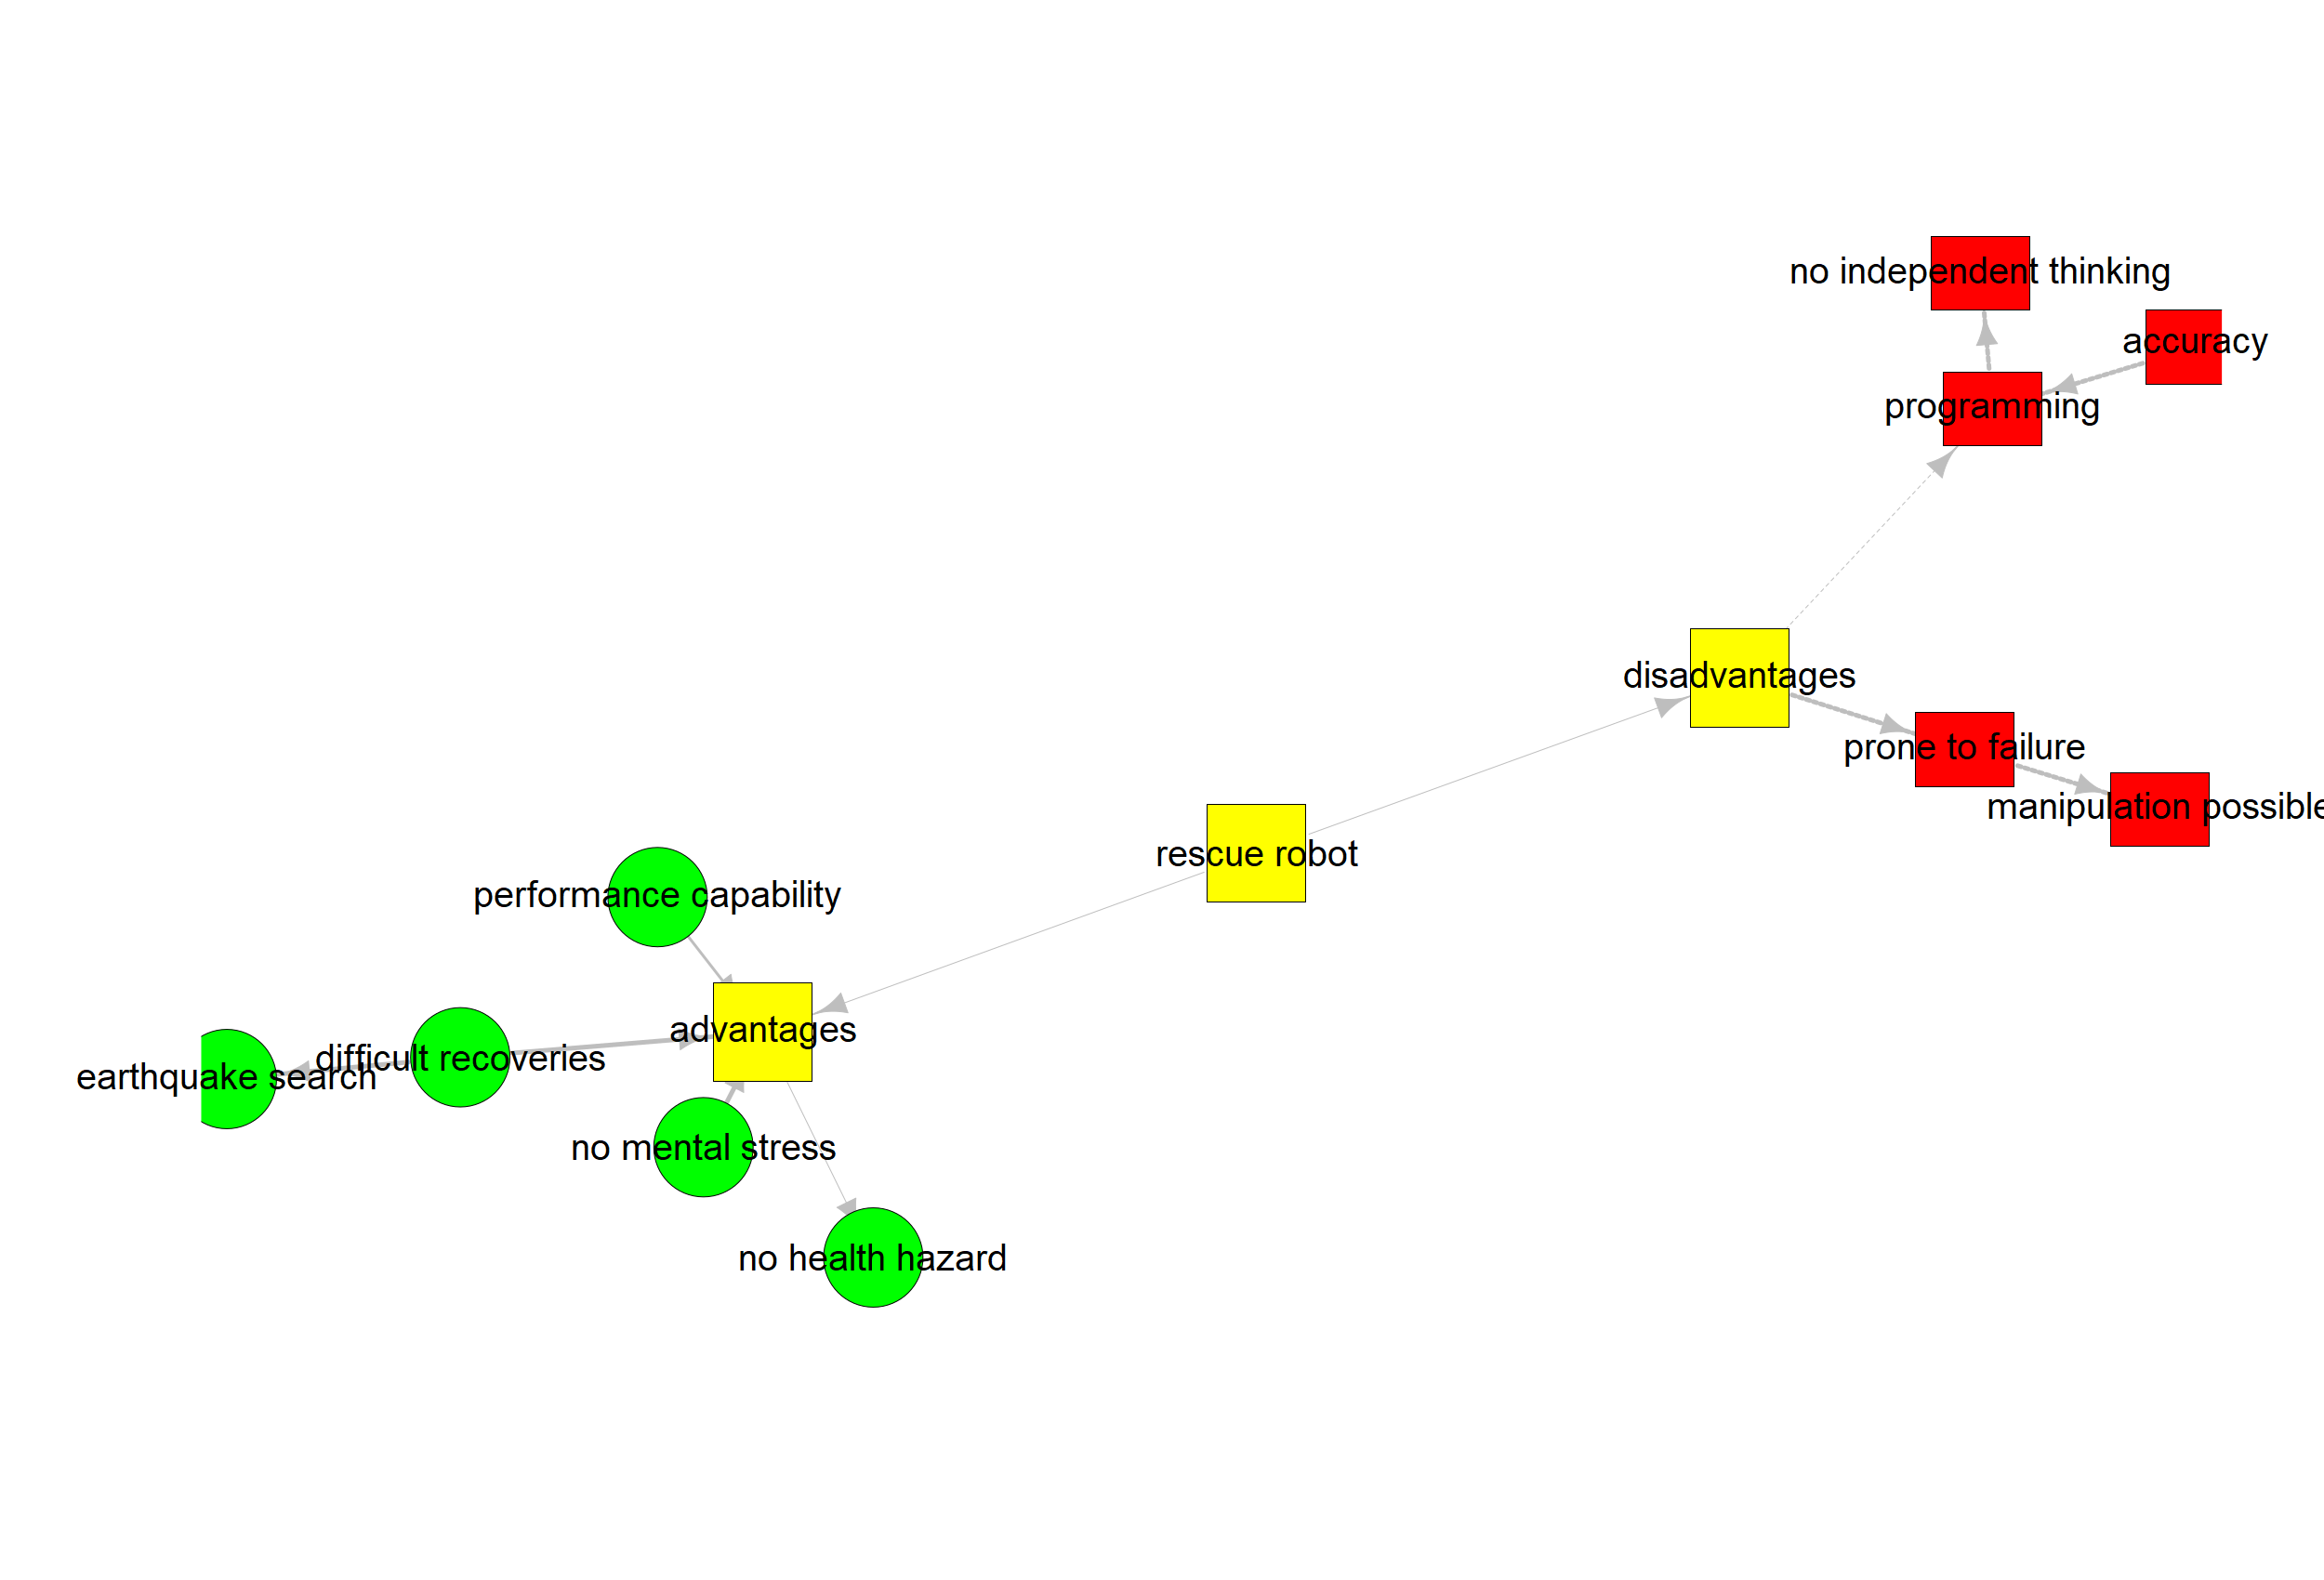 no independent thinking
accuracy
programming
disadvantages
prone to failure
manipulation possible
rescue robot
performance capability
advantages
difficult recoveries
earthquake search
no mental stress
no health hazard